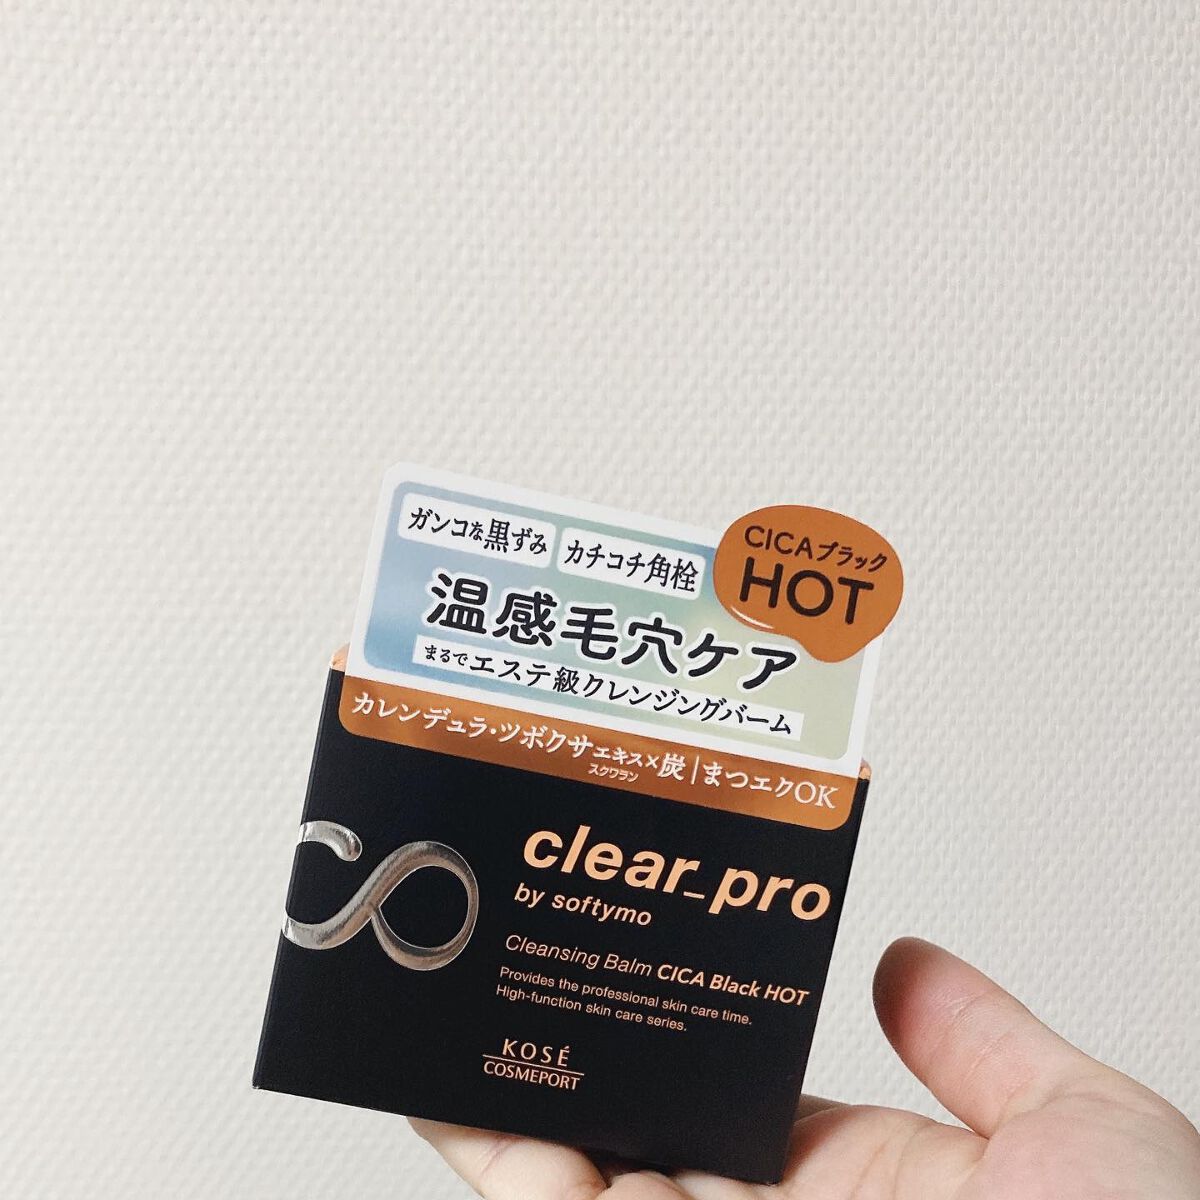 ガンコな黒ずみ カチコチ角栓
CICAブラック
HOT
温感毛穴ケア
まるでエステ級クレンジングバーム
カレンデュラ・ツボクサエキス×炭|まつエクOK
スクワラン
clear_pro
by softymo
Cleansing Balm CICA Black HOT
Provides the professional skin care time.
High-function skin care series.
KOSÉ
COSMEPORT